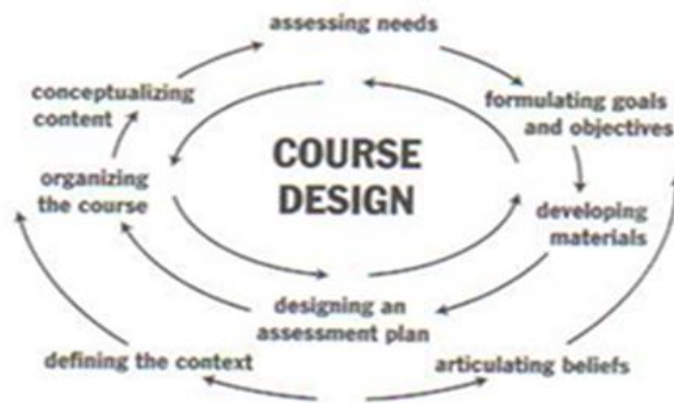 assessing needs
conceptualizing
content
formulating goals
and objectives
COURSE
DESIGN
organizing
the course
developing
materials
designing an
assessment plan
defining the context
articulating beliefs